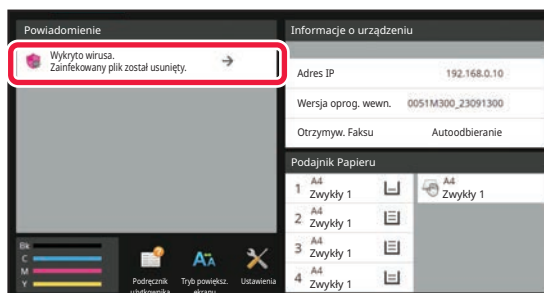 Powiadomienie
Wykryto wirusa.
Zainfekowany plik został usunięty.
Informacje o urządzeniu
Adres IP 192.168.0.10
Wersja oprog. wewn. 0051M300_23091300
Otrzymyw. Faksu Autoodbieranie
Podajnik Papieru
1 A4
Zwykły 1
A4
Zwykły 1
2 A4
Zwykły 1
3 A4
Zwykły 1
4 A4
Zwykły 1
Bk
C
M
Y
Podręcznik
użytkownika
Tryb powiększ.
ekranu
Ustawienia